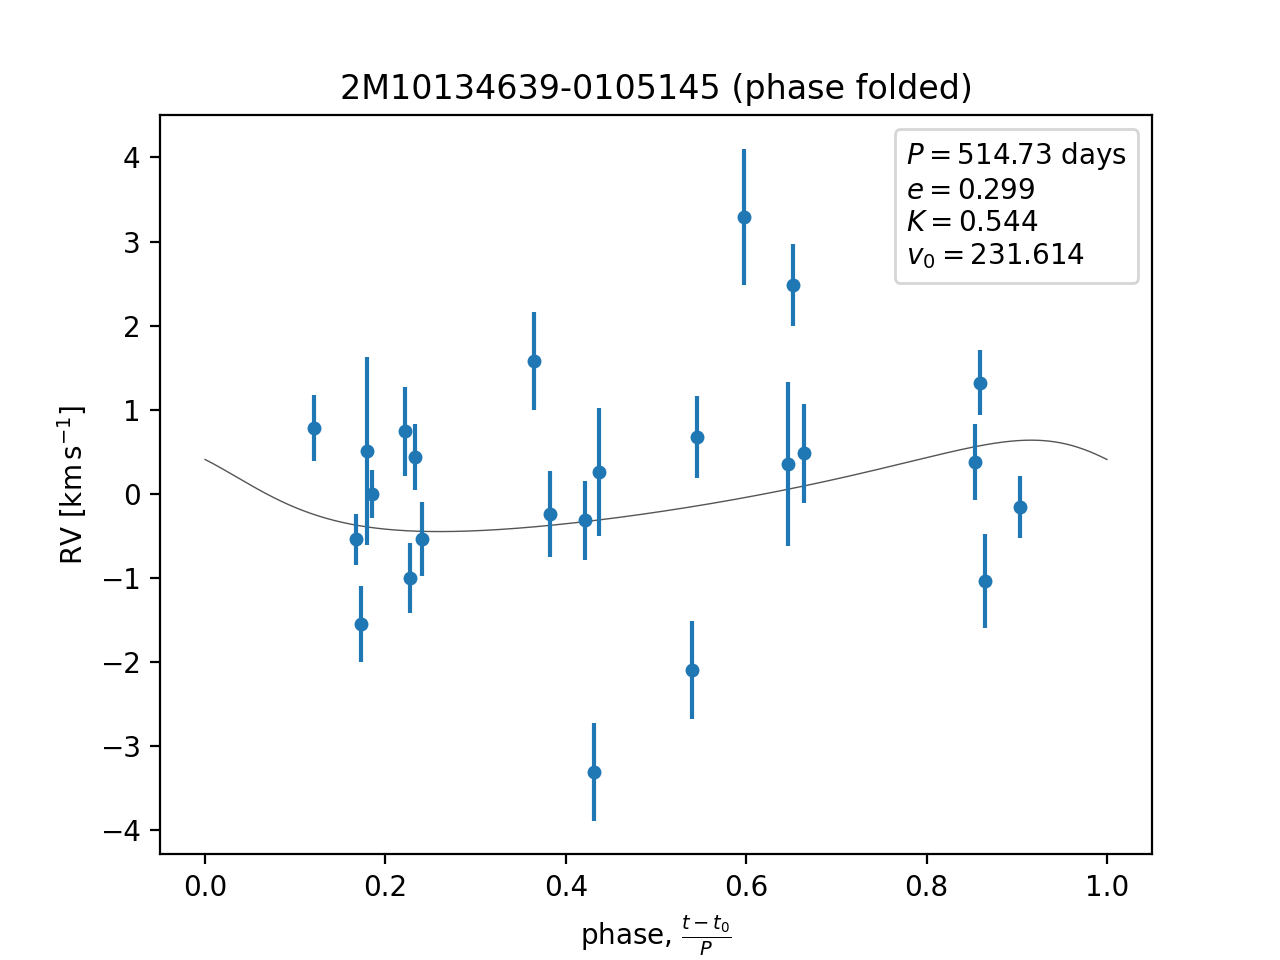 2M10134639-0105145 (phase folded)
P = 514.73 days
e = 0.299
K = 0.544
v₀ = 231.614
RV [km s⁻¹]
4
3
2
1
0
−1
−2
−3
−4
0.0 0.2 0.4 0.6 0.8 1.0
phase, (t − t₀)/P